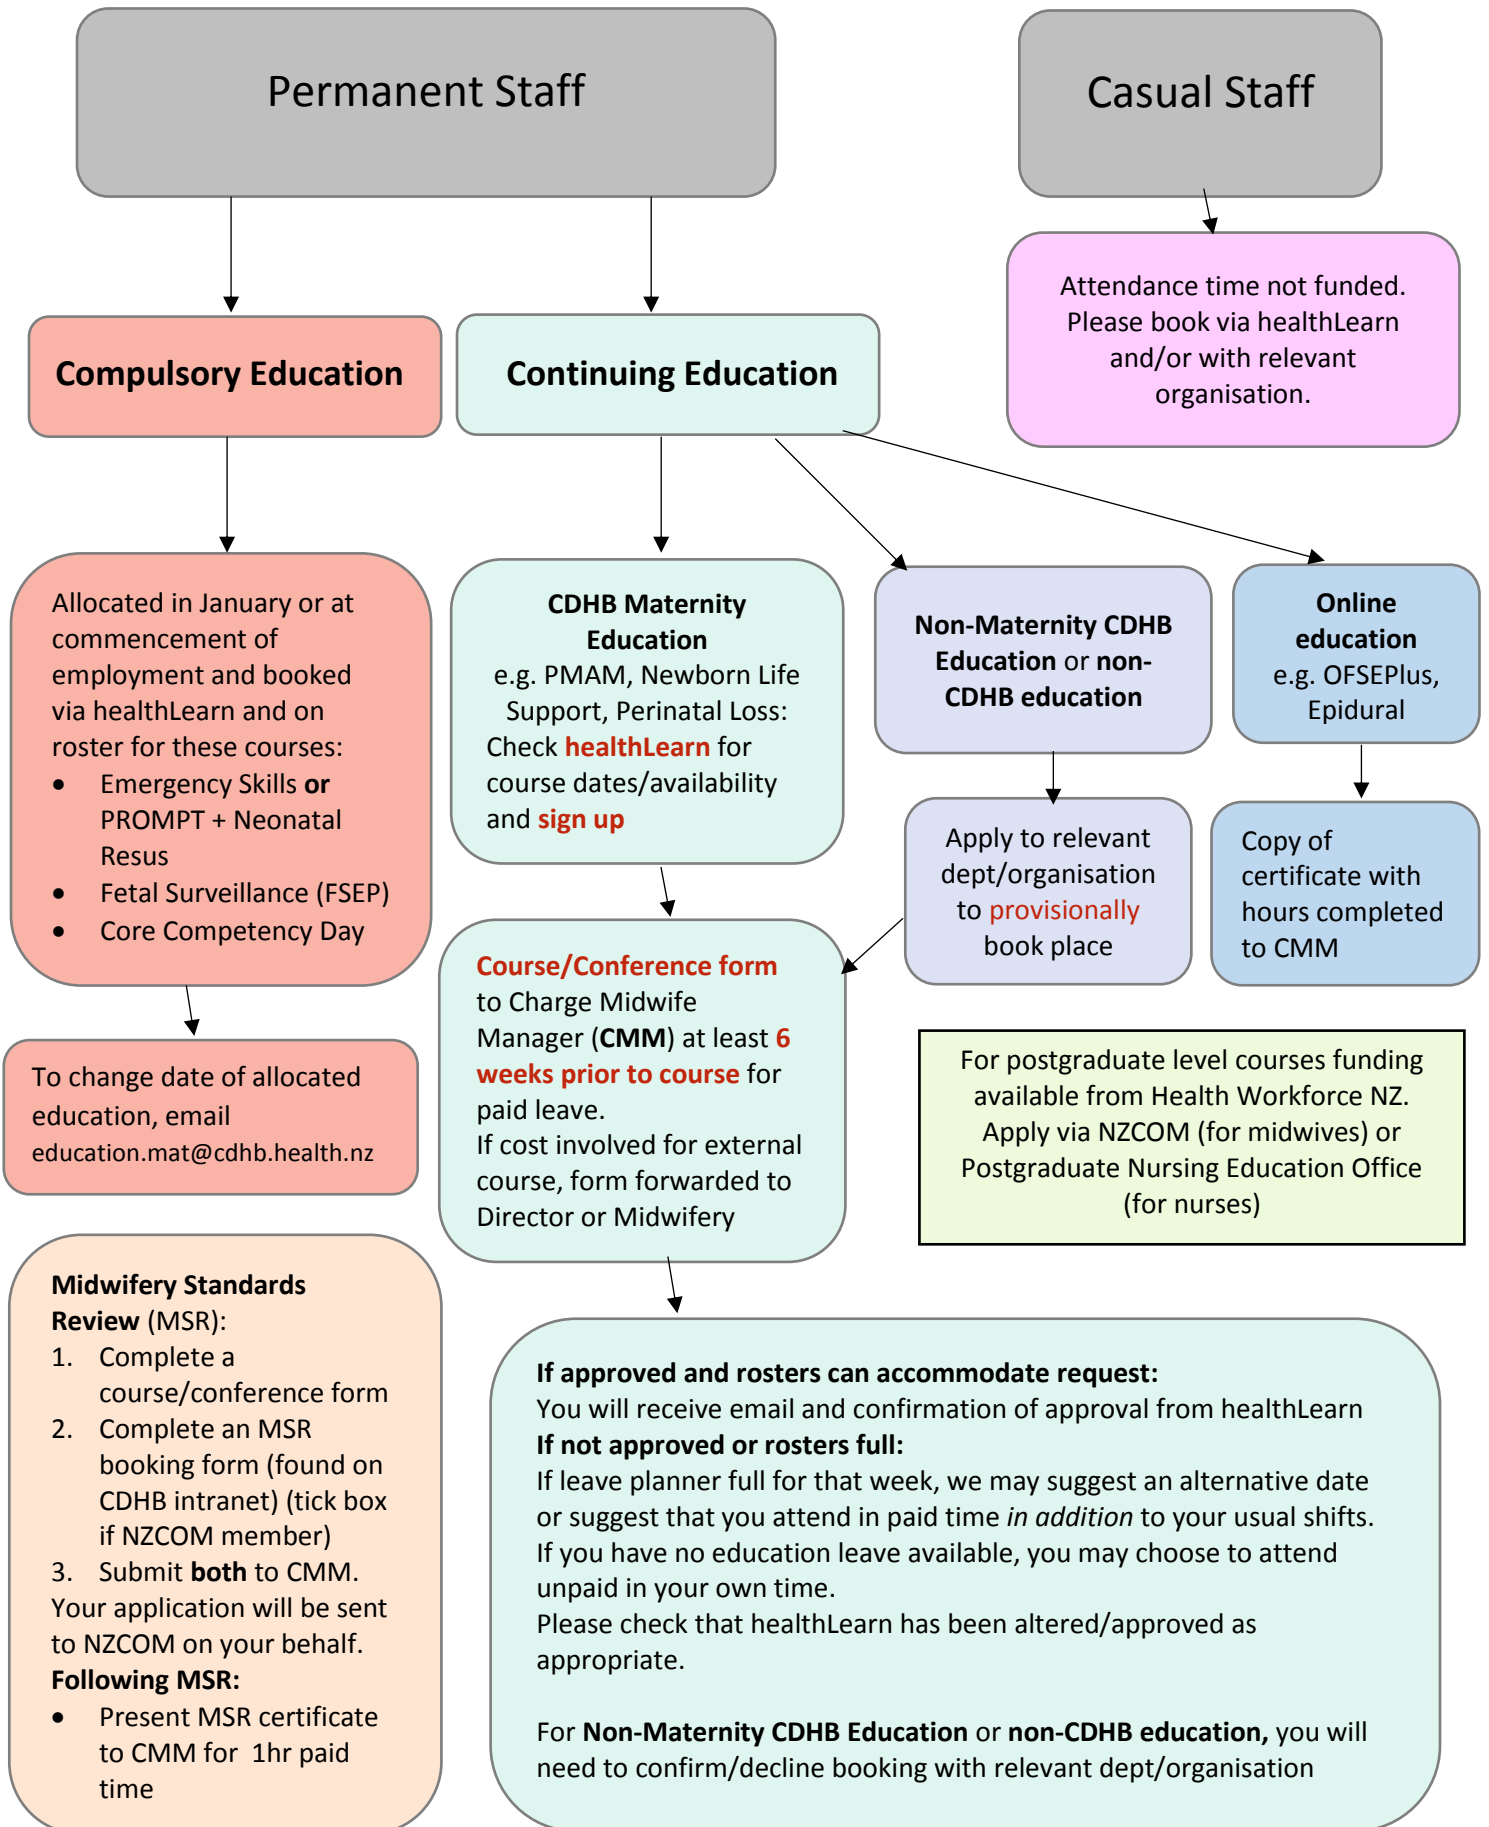 Permanent Staff
Casual Staff
Attendance time not funded.
Please book via healthLearn
and/or with relevant
organisation.
Compulsory Education
Continuing Education
Allocated in January or at
commencement of
employment and booked
via healthLearn and on
roster for these courses:
• Emergency Skills or
PROMPT + Neonatal
Resus
• Fetal Surveillance (FSEP)
• Core Competency Day
CDHB Maternity
Education
e.g. PMAM, Newborn Life
Support, Perinatal Loss:
Check healthLearn for
course dates/availability
and sign up
Non-Maternity CDHB
Education or non-
CDHB education
Online
education
e.g. OFSEPlus,
Epidural
Apply to relevant
dept/organisation
to provisionally
book place
Copy of
certificate with
hours completed
to CMM
Course/Conference form
to Charge Midwife
Manager (CMM) at least 6
weeks prior to course for
paid leave.
If cost involved for external
course, form forwarded to
Director or Midwifery
To change date of allocated
education, email
education.mat@cdhb.health.nz
For postgraduate level courses funding
available from Health Workforce NZ.
Apply via NZCOM (for midwives) or
Postgraduate Nursing Education Office
(for nurses)
Midwifery Standards
Review (MSR):
1. Complete a
course/conference form
2. Complete an MSR
booking form (found on
CDHB intranet) (tick box
if NZCOM member)
3. Submit both to CMM.
Your application will be sent
to NZCOM on your behalf.
Following MSR:
• Present MSR certificate
to CMM for 1hr paid
time
If approved and rosters can accommodate request:
You will receive email and confirmation of approval from healthLearn
If not approved or rosters full:
If leave planner full for that week, we may suggest an alternative date
or suggest that you attend in paid time in addition to your usual shifts.
If you have no education leave available, you may choose to attend
unpaid in your own time.
Please check that healthLearn has been altered/approved as
appropriate.
For Non-Maternity CDHB Education or non-CDHB education, you will
need to confirm/decline booking with relevant dept/organisation